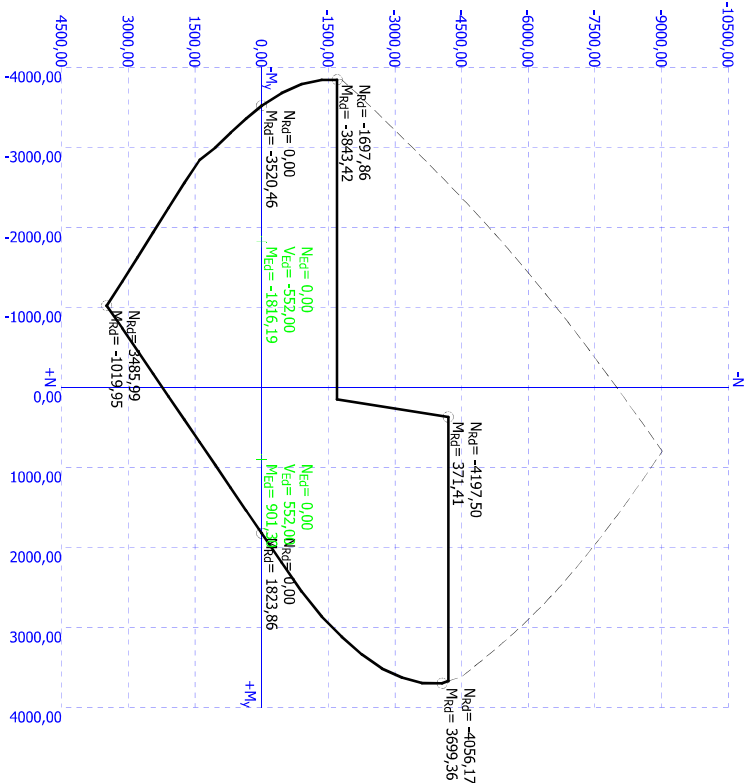 -N
-10500,00
-9000,00
-7500,00
-6000,00
-4500,00
-3000,00
-1500,00
0,00
1500,00
3000,00
4500,00
-4000,00
-3000,00
-2000,00
-1000,00
0,00
1000,00
2000,00
3000,00
4000,00
-My
+My
+N
NRd= -1697,86
MRd= -3843,42
NRd= 0,00
MRd= -3520,46
NEd= 0,00
VEd= -552,00
MEd= -1816,19
NRd= 3485,99
MRd= -1019,95
NRd= -4197,50
MRd= 371,41
NEd= 0,00
VEd= 552,00
MEd= 901,3
NRd= 0,00
MRd= 1823,86
NRd= -4056,17
MRd= 3699,36